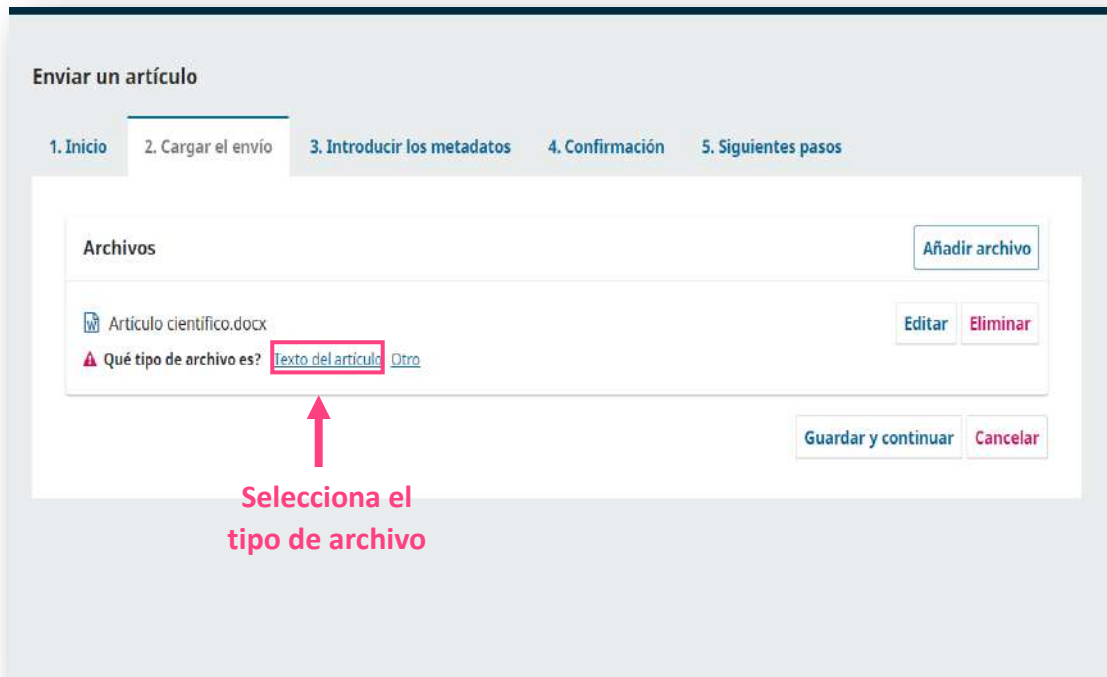 Enviar un artículo
1. Inicio 2. Cargar el envío 3. Introducir los metadatos 4. Confirmación 5. Siguientes pasos
Archivos Añadir archivo
Artículo científico.docx Editar Eliminar
Qué tipo de archivo es? Texto del artículo Otro
Guardar y continuar Cancelar
Selecciona el
tipo de archivo